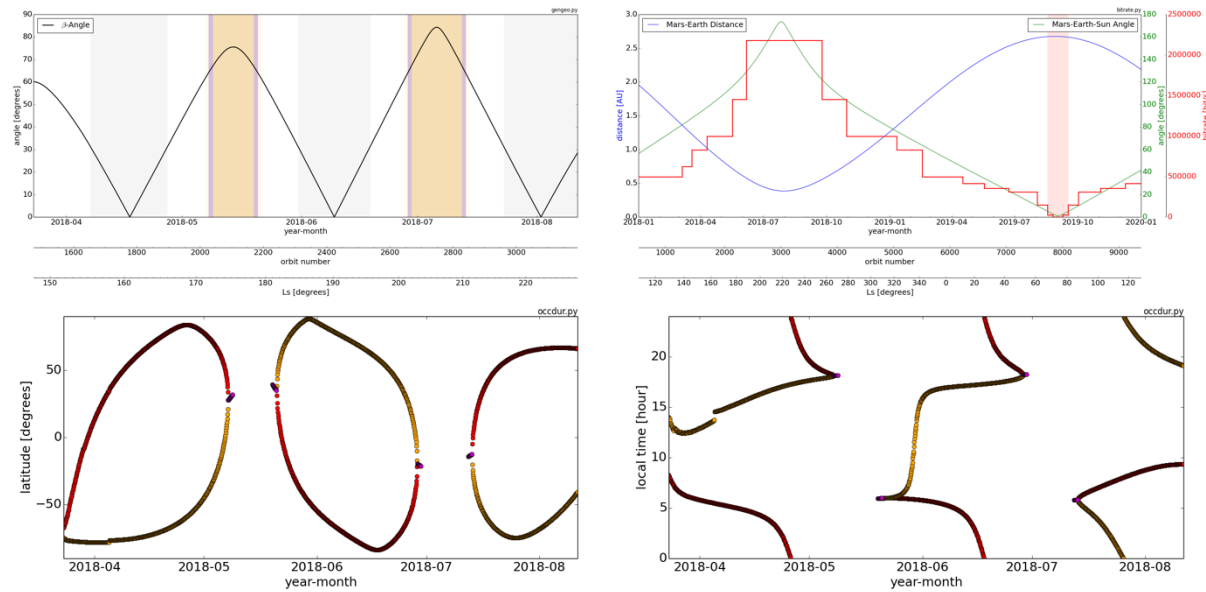 gengeo.py
β-Angle
90
80
70
60
50
40
30
20
10
0
angle [degrees]
2018-04 2018-05 2018-06 2018-07 2018-08
year-month
1600 1800 2000 2200 2400 2600 2800 3000
orbit number
150 160 170 175 180 190 200 210 220
Ls [degrees]
bitrate.py
Mars-Earth Distance
Mars-Earth-Sun Angle
3.0
2.5
2.0
1.5
1.0
0.5
0.0
distance [AU]
180
160
140
120
100
80
60
40
20
0
angle [degrees]
2500000
2000000
1500000
1000000
500000
0
bitrate [bit/s]
2018-01 2018-04 2018-07 2018-10 2019-01 2019-04 2019-07 2019-10 2020-01
year-month
1000 2000 3000 4000 5000 6000 7000 8000 9000
orbit number
120 140 160 180 200 220 240 260 280 300 320 340 0 20 40 60 80 100 120
Ls [degrees]
occdur.py
50
0
−50
latitude [degrees]
2018-04 2018-05 2018-06 2018-07 2018-08
year-month
occdur.py
20
15
10
5
0
local time [hour]
2018-04 2018-05 2018-06 2018-07 2018-08
year-month